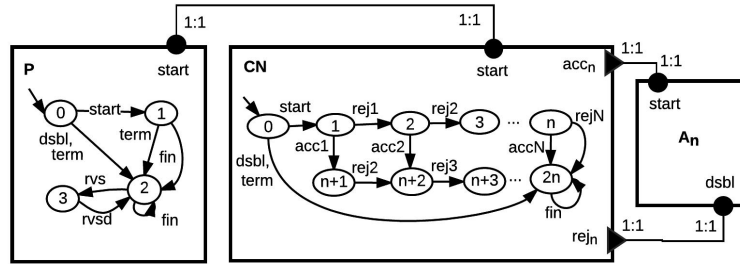 1:1
1:1
P
start
0
start
1
dsbl,
term
term
fin
rvs
3
2
rvsd
fin
CN
start
0
start
1
rej1
2
rej2
3
...
n
rejN
dsbl,
term
acc1
acc2
accN
n+1
rej2
n+2
rej3
n+3
...
2n
fin
accn
1:1
1:1
start
An
dsbl
rejn
1:1
1:1